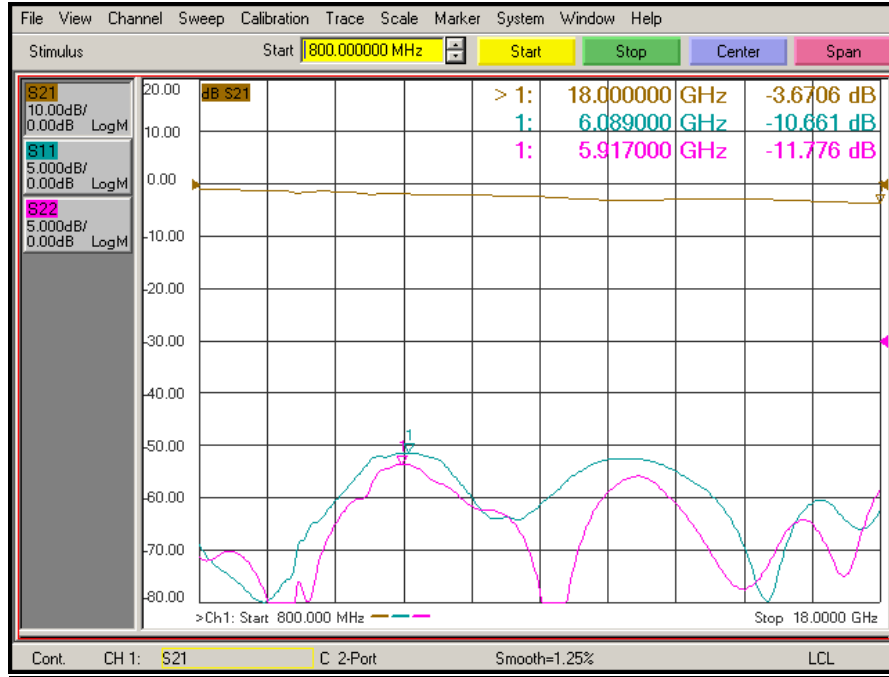 File View Channel Sweep Calibration Trace Scale Marker System Window Help
Stimulus Start 800.000000 MHz Start Stop Center Span
S21
10.00dB/
0.00dB LogM
S11
5.000dB/
0.00dB LogM
S22
5.000dB/
0.00dB LogM
dB S21
> 1: 18.000000 GHz -3.6706 dB
1: 6.089000 GHz -10.661 dB
1: 5.917000 GHz -11.776 dB
20.00
10.00
0.00
-10.00
-20.00
-30.00
-40.00
-50.00
-60.00
-70.00
-80.00
1
1
>Ch1: Start 800.000 MHz Stop 18.0000 GHz
Cont. CH 1: S21 C 2-Port Smooth=1.25% LCL